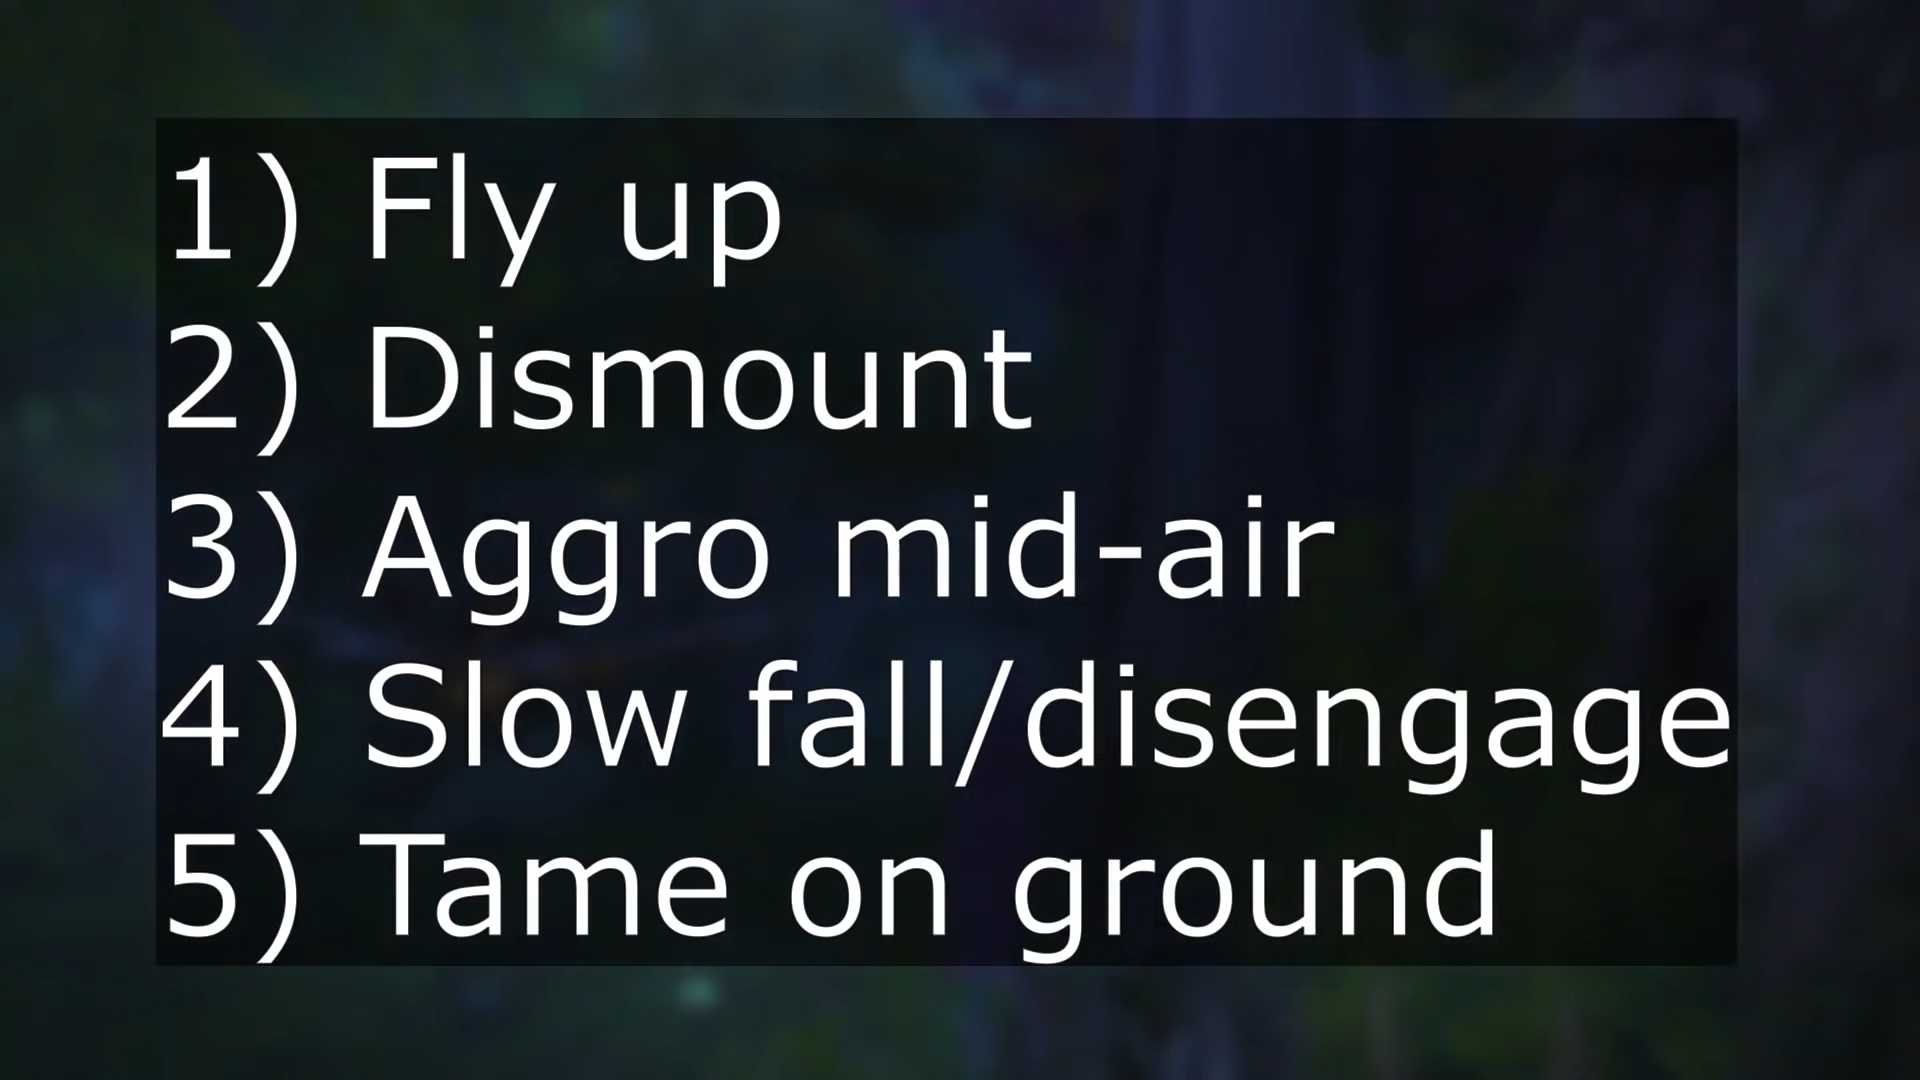 1) Fly up
2) Dismount
3) Aggro mid-air
4) Slow fall/disengage
5) Tame on ground